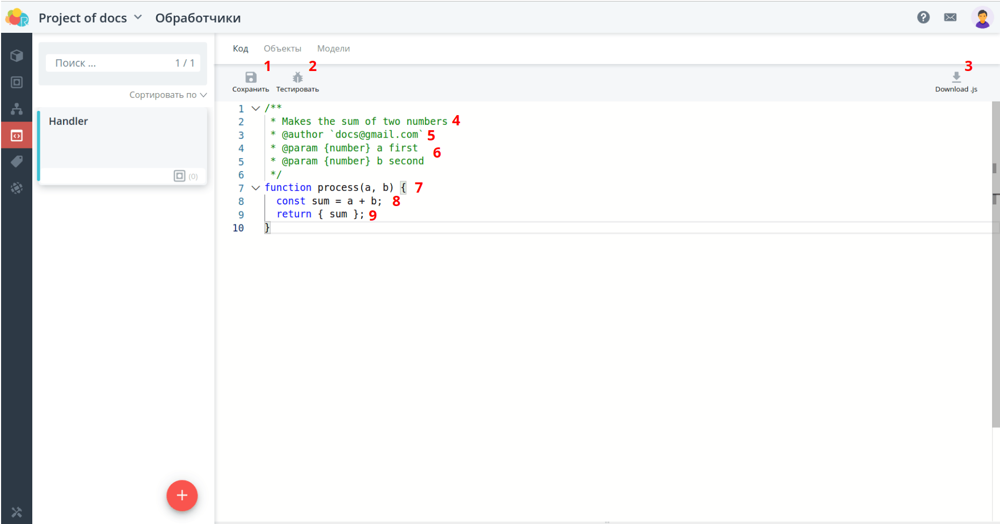 Project of docs Обработчики
Поиск ... 1 / 1
Сортировать по
Handler
(0)
Код Объекты Модели
1 2 3
Сохранить Тестировать Download .js
1 /**
2 * Makes the sum of two numbers 4
3 * @author `docs@gmail.com` 5
4 * @param {number} a first
6
5 * @param {number} b second
6 */
7 function process(a, b) { 7
8 const sum = a + b; 8
9 return { sum }; 9
10 }